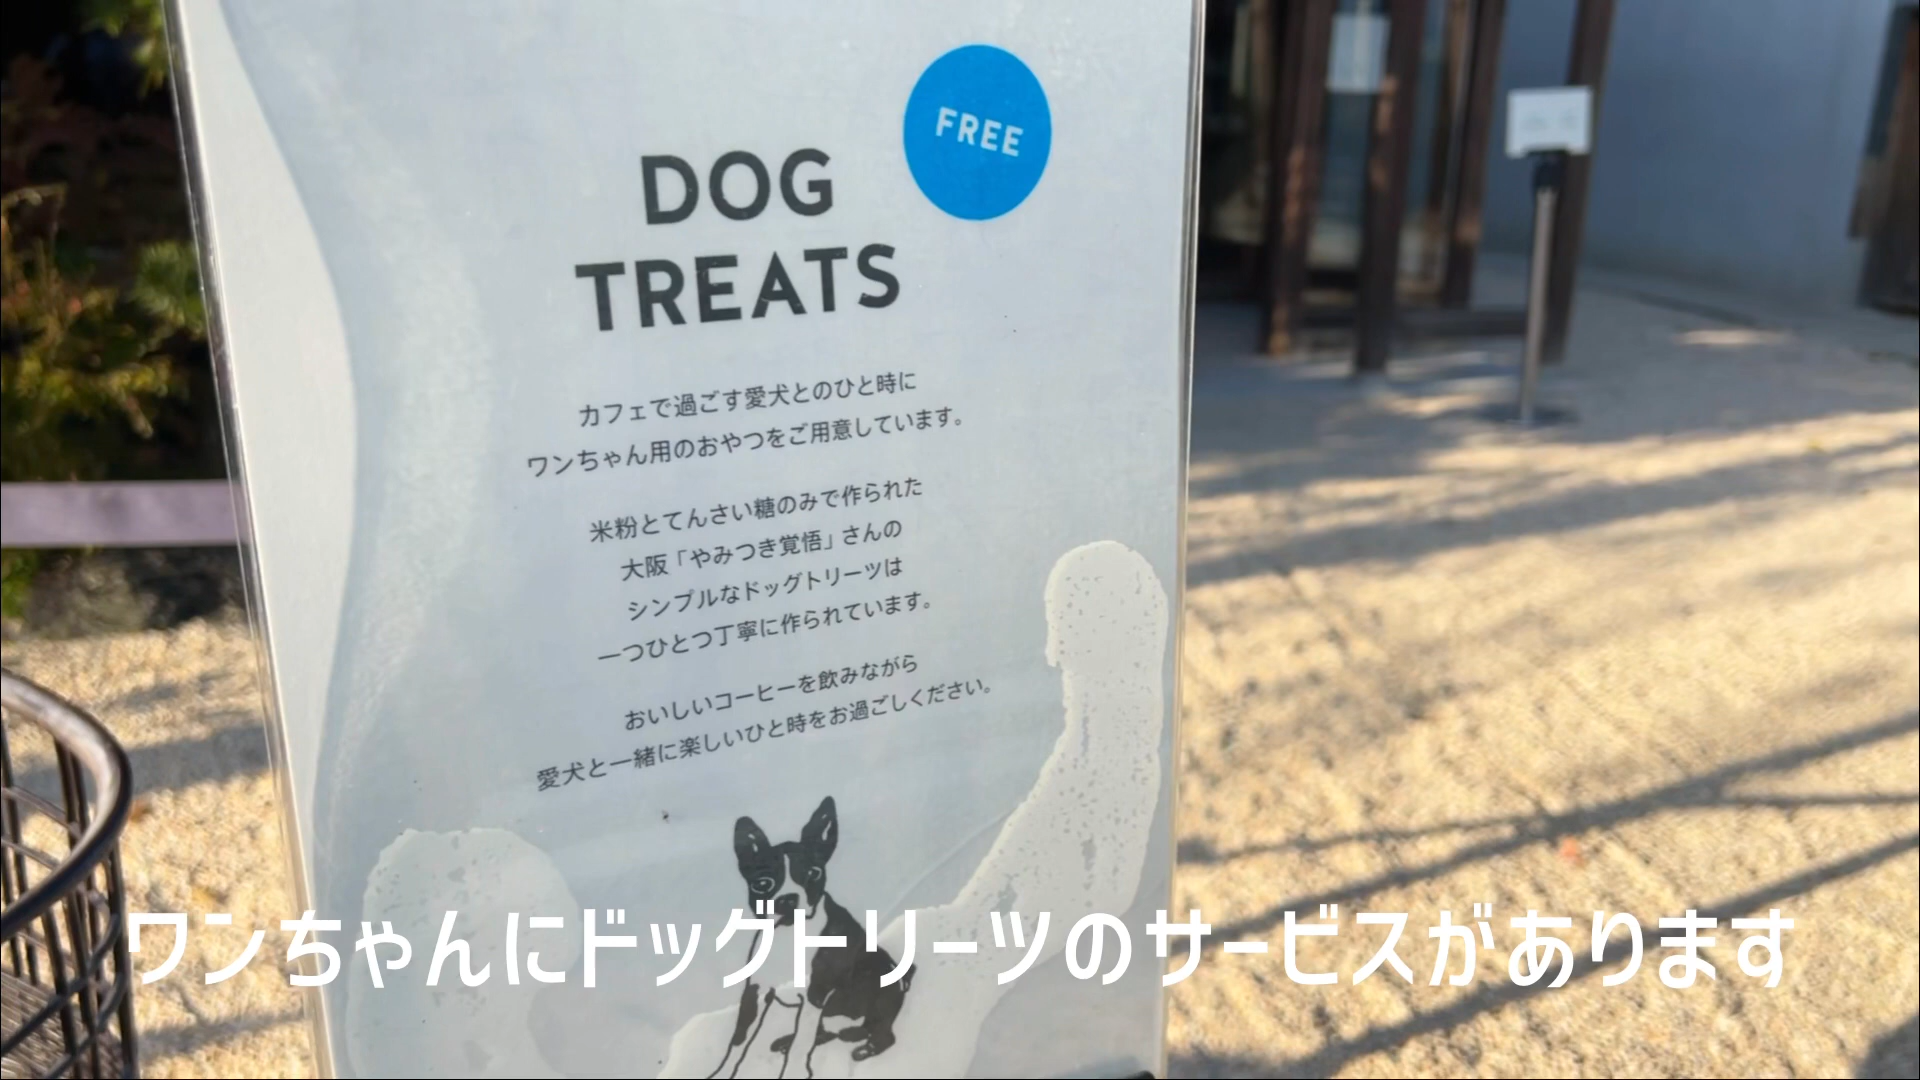 FREE
DOG
TREATS
カフェで過ごす愛犬とのひと時に
ワンちゃん用のおやつをご用意しています。
米粉とてんさい糖のみで作られた
大阪「やみつき覚悟」さんの
シンプルなドッグトリーツは
一つひとつ丁寧に作られています。
おいしいコーヒーを飲みながら
愛犬と一緒に楽しいひと時をお過ごしください。
ワンちゃんにドッグトリーツのサービスがあります